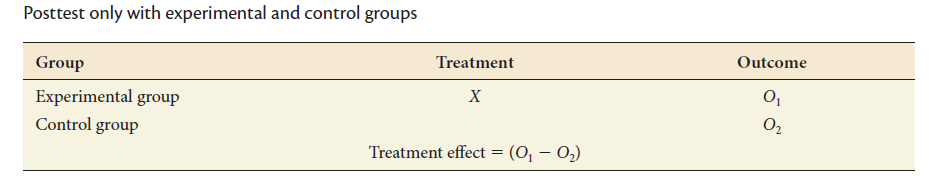 Posttest only with experimental and control groups
Group Treatment Outcome
Experimental group X O₁
Control group O₂
Treatment effect = (O₁ − O₂)